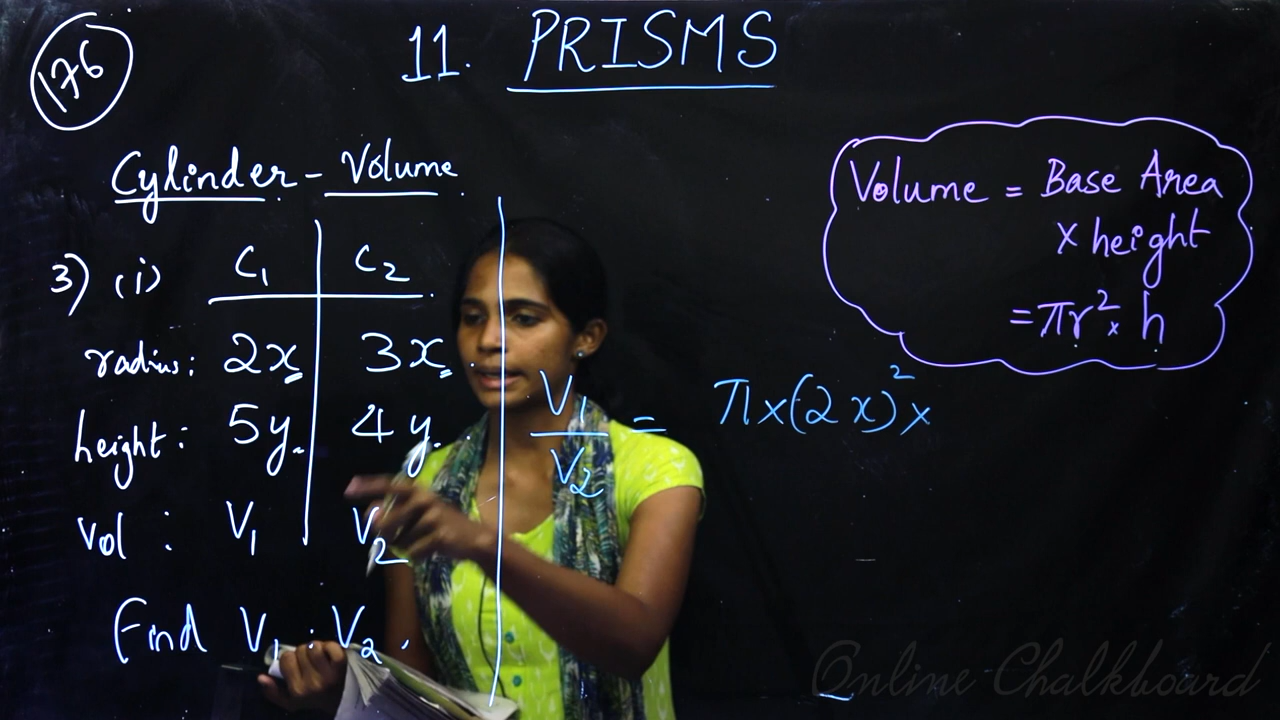 176
11. PRISMS
Cylinder - Volume
3) (i) C1 C2
radius: 2x 3x
height: 5y 4y
Vol : V1 V2
Find V1 : V2.
V1/V2 = π×(2x)²×
Volume = Base Area
× height
= πr² × h
Online Chalkboard